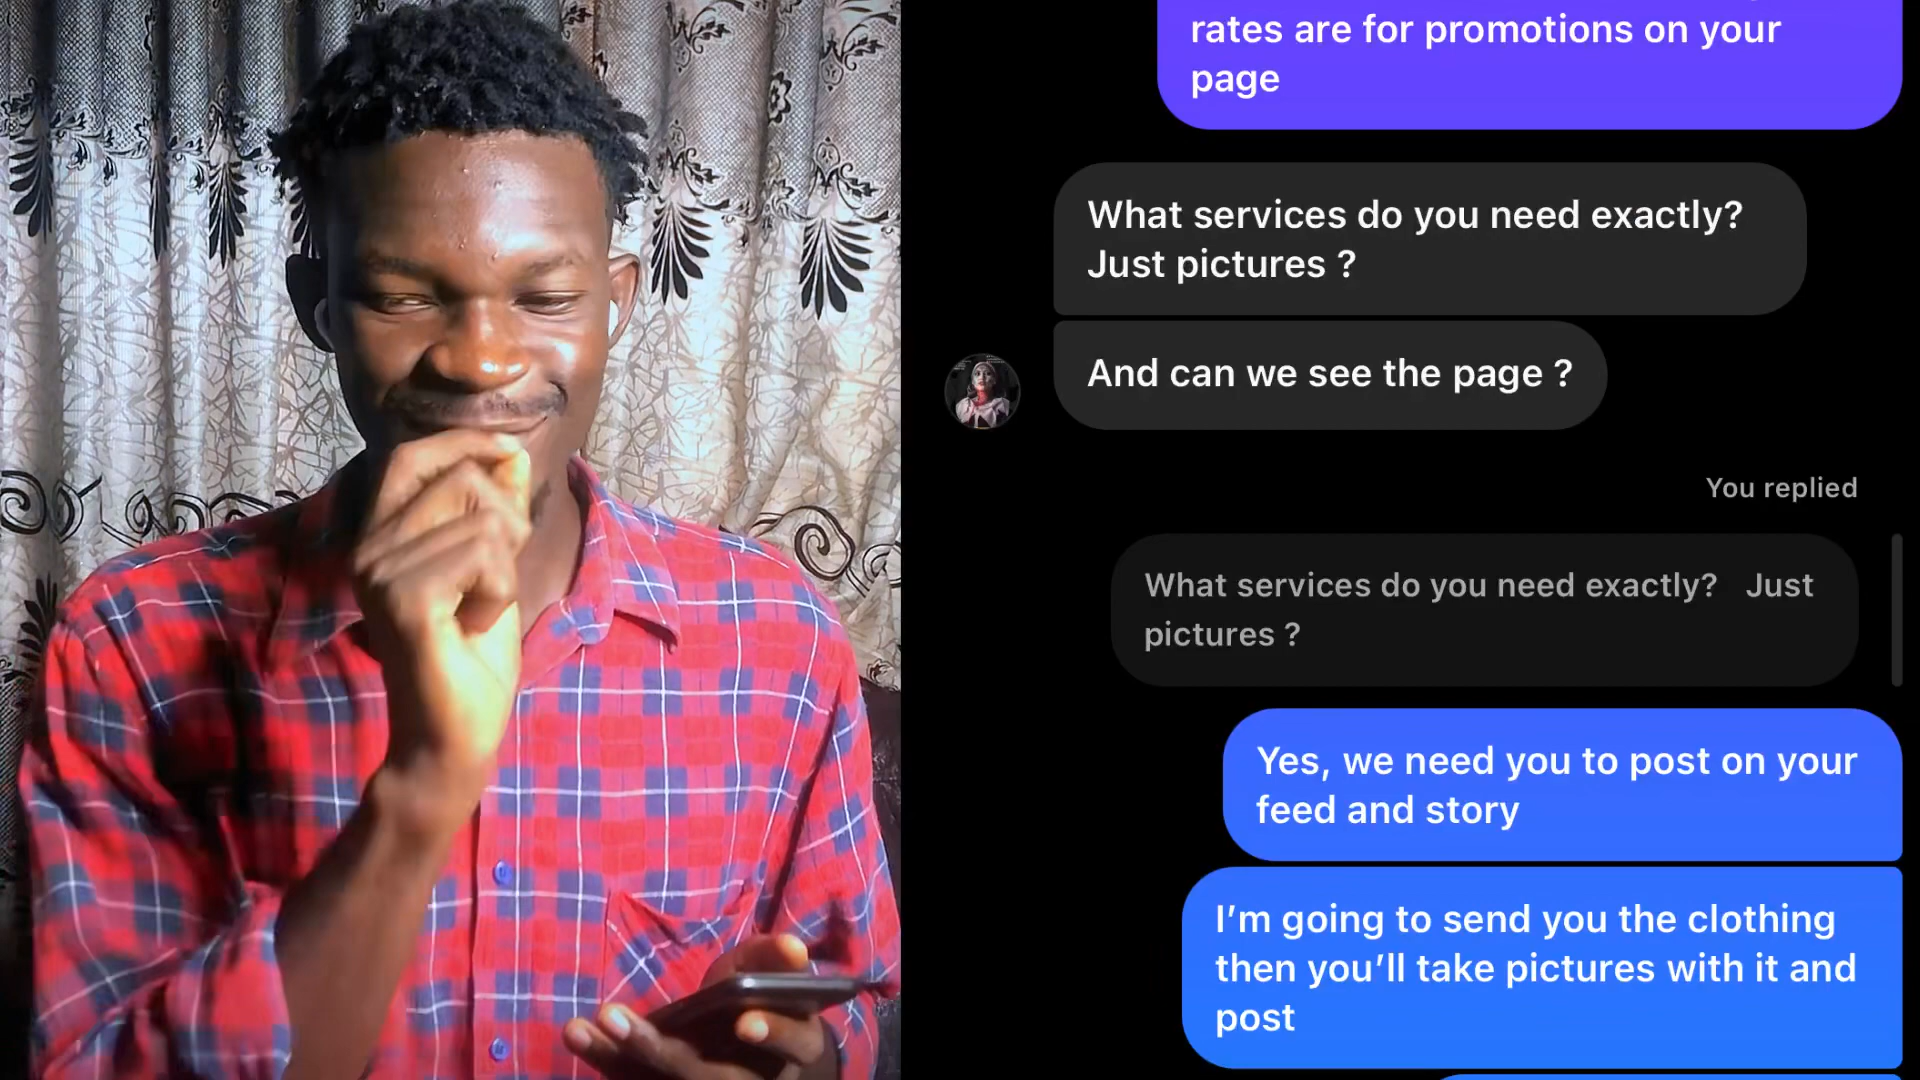 rates are for promotions on your
page
What services do you need exactly?
Just pictures ?
And can we see the page ?
You replied
What services do you need exactly?   Just
pictures ?
Yes, we need you to post on your
feed and story
I’m going to send you the clothing
then you’ll take pictures with it and
post